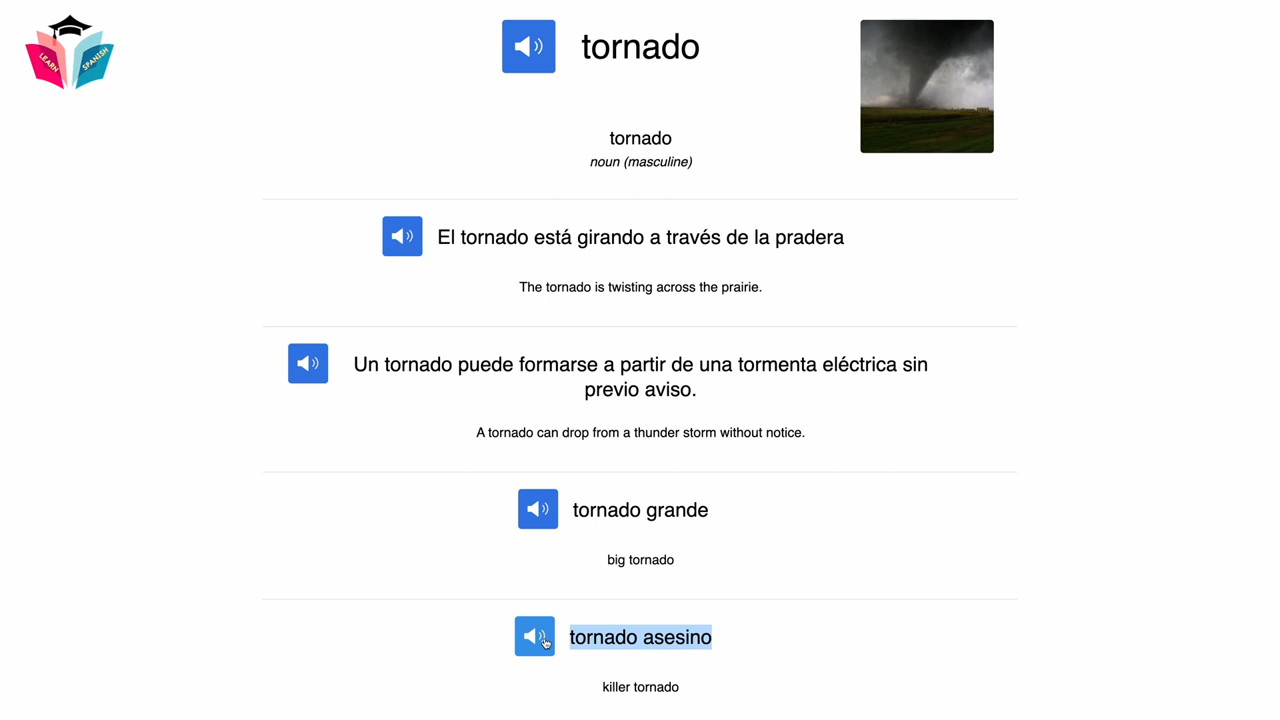 LEARN
SPANISH
tornado
tornado
noun (masculine)
El tornado está girando a través de la pradera
The tornado is twisting across the prairie.
Un tornado puede formarse a partir de una tormenta eléctrica sin
previo aviso.
A tornado can drop from a thunder storm without notice.
tornado grande
big tornado
tornado asesino
killer tornado